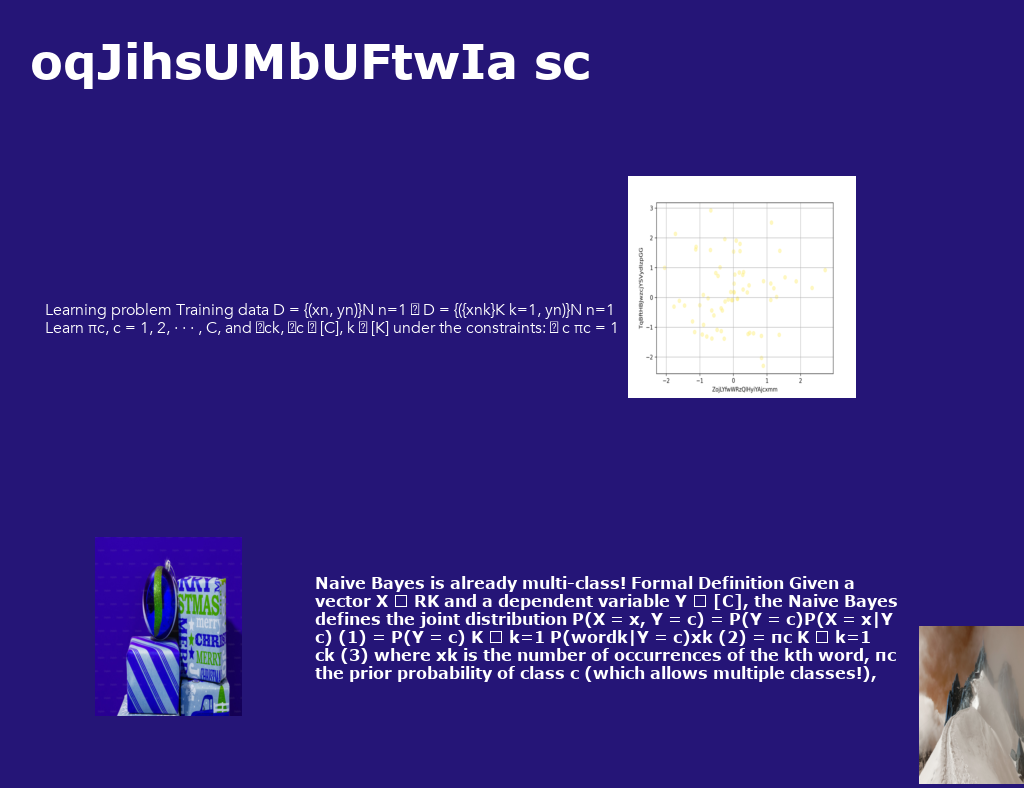 oqJihsUMbUFtwIa sc
Learning problem Training data D = {(xn, yn)}N n=1 ⍰ D = {({xnk}K k=1, yn)}N n=1
Learn πc, c = 1, 2, · · · , C, and ⍰ck, ⍰c ⍰ [C], k ⍰ [K] under the constraints: ⍰ c πc = 1
3
2
1
0
−1
−2
−2 −1 0 1 2
Naive Bayes is already multi-class! Formal Definition Given a
vector X □ RK and a dependent variable Y □ [C], the Naive Bayes
defines the joint distribution P(X = x, Y = c) = P(Y = c)P(X = x|Y
c) (1) = P(Y = c) K □ k=1 P(wordk|Y = c)xk (2) = πc K □ k=1
ck (3) where xk is the number of occurrences of the kth word, πc
the prior probability of class c (which allows multiple classes!),
STMAS
merry
CHRI
MERRY